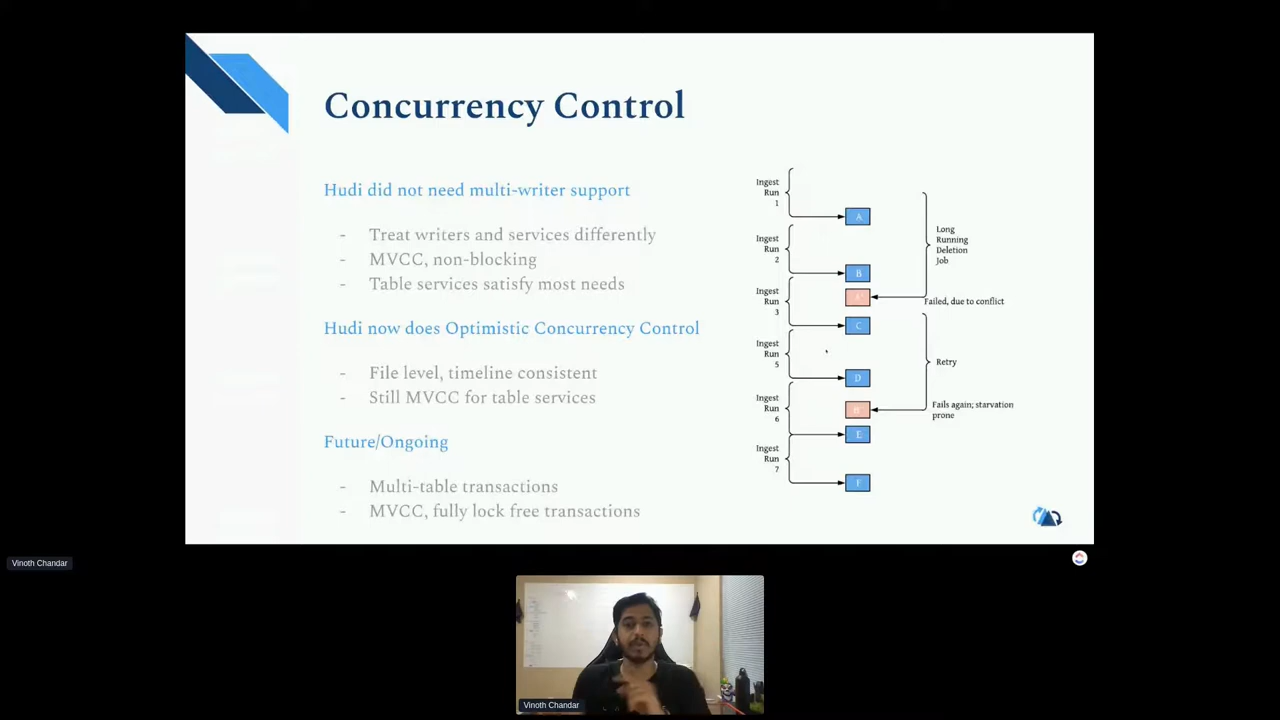 Concurrency Control
Hudi did not need multi-writer support
- Treat writers and services differently
- MVCC, non-blocking
- Table services satisfy most needs
Hudi now does Optimistic Concurrency Control
- File level, timeline consistent
- Still MVCC for table services
Future/Ongoing
- Multi-table transactions
- MVCC, fully lock free transactions
Ingest
Run
1
A
Ingest
Run
2
B
Ingest
Run
3
C
Ingest
Run
5
D
Ingest
Run
6
E
Ingest
Run
7
F
Long
Running
Deletion
Job
Failed, due to conflict
Retry
Fails again; starvation
prone
Vinoth Chandar
Vinoth Chandar